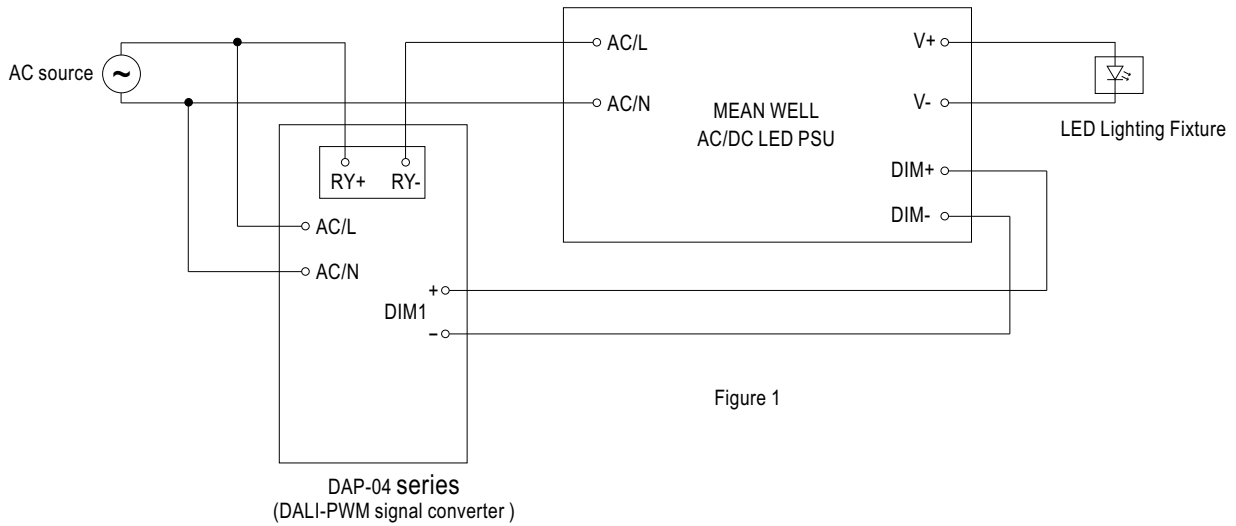 AC source
~
AC/L
AC/N
MEAN WELL
AC/DC LED PSU
V+
V-
DIM+
DIM-
LED Lighting Fixture
RY+ RY-
AC/L
AC/N
+
DIM1
-
Figure 1
DAP-04 series
(DALI-PWM signal converter )